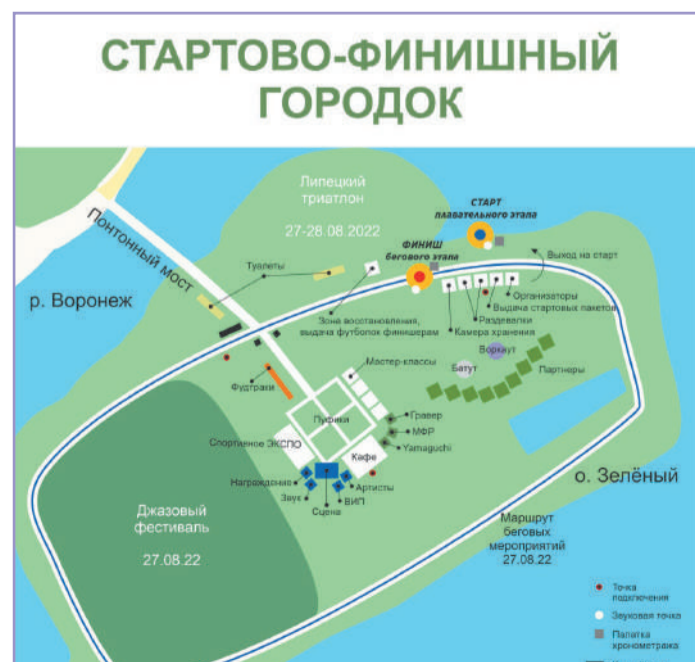 СТАРТОВО-ФИНИШНЫЙ
ГОРОДОК
Липецкий
триатлон
27-28.08.2022
СТАРТ
плавательного этапа
ФИНИШ
бегового этапа
Выход на старт
Понтонный мост
Туалеты
р. Воронеж
Организаторы
Выдача стартовых пакетов
Раздевалки
Камера хранения
Зона восстановления,
выдача футболок финишерам
Мастер-классы
Воркаут
Батут
Партнеры
Фудтраки
Пуфики
Гравер
МФР
Yamaguchi
Спортивное ЭКСПО
Кафе
о. Зелёный
Награждение
Звук
Сцена
ВИП
Артисты
Джазовый
фестиваль
27.08.22
Маршрут
беговых
мероприятий
27.08.22
Точка
подключения
Звуковая точка
Палатка
хронометража